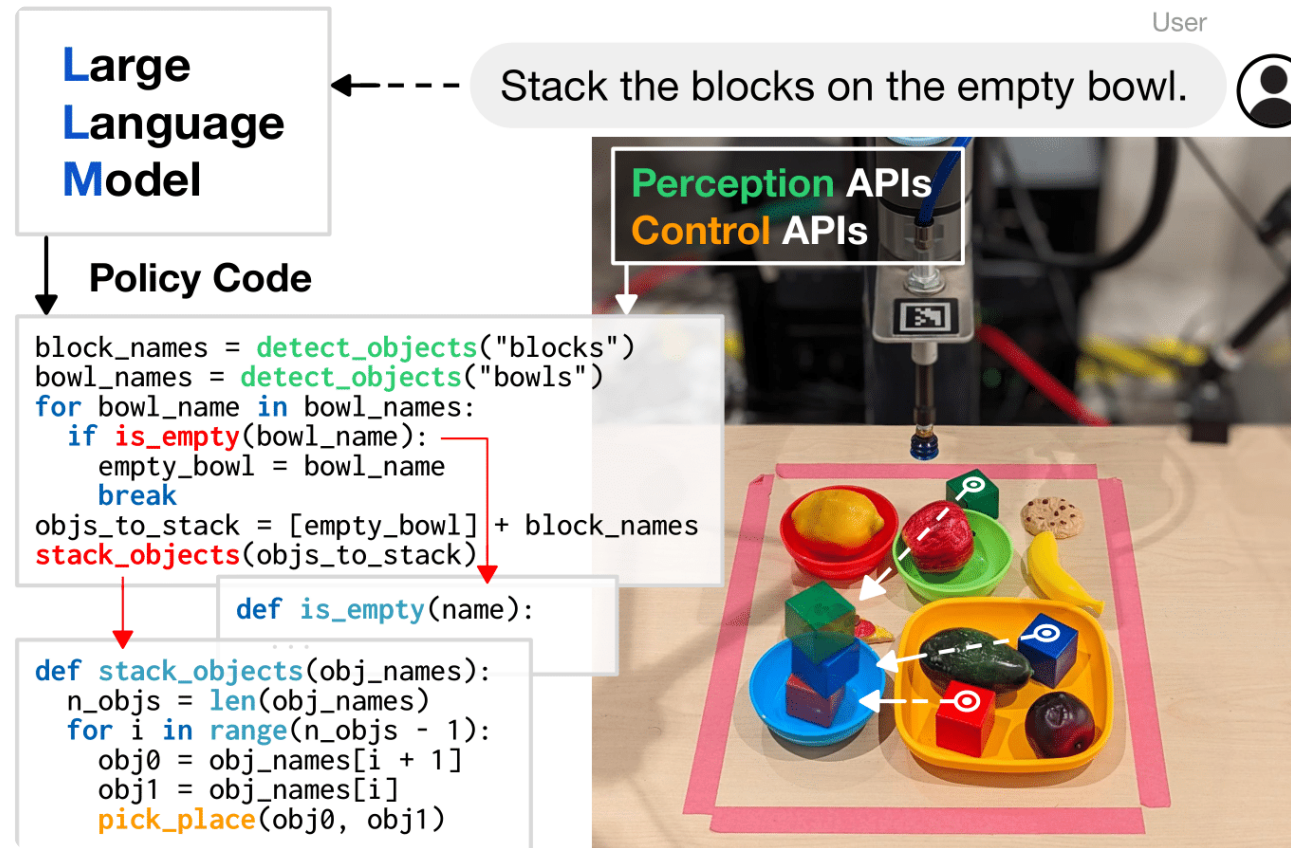 Large
Language
Model
User
Stack the blocks on the empty bowl.
Perception APIs
Control APIs
Policy Code
block_names = detect_objects("blocks")
bowl_names = detect_objects("bowls")
for bowl_name in bowl_names:
  if is_empty(bowl_name):
    empty_bowl = bowl_name
    break
objs_to_stack = [empty_bowl] + block_names
stack_objects(objs_to_stack)
def is_empty(name):
...
def stack_objects(obj_names):
  n_objs = len(obj_names)
  for i in range(n_objs - 1):
    obj0 = obj_names[i + 1]
    obj1 = obj_names[i]
    pick_place(obj0, obj1)